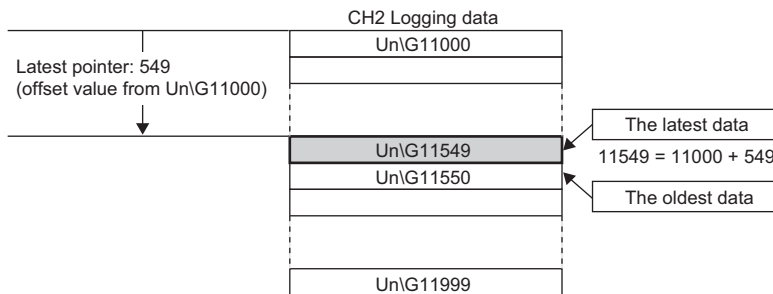 CH2 Logging data
Un\G11000
Latest pointer: 549
(offset value from Un\G11000)
The latest data
Un\G11549
11549 = 11000 + 549
Un\G11550
The oldest data
Un\G11999